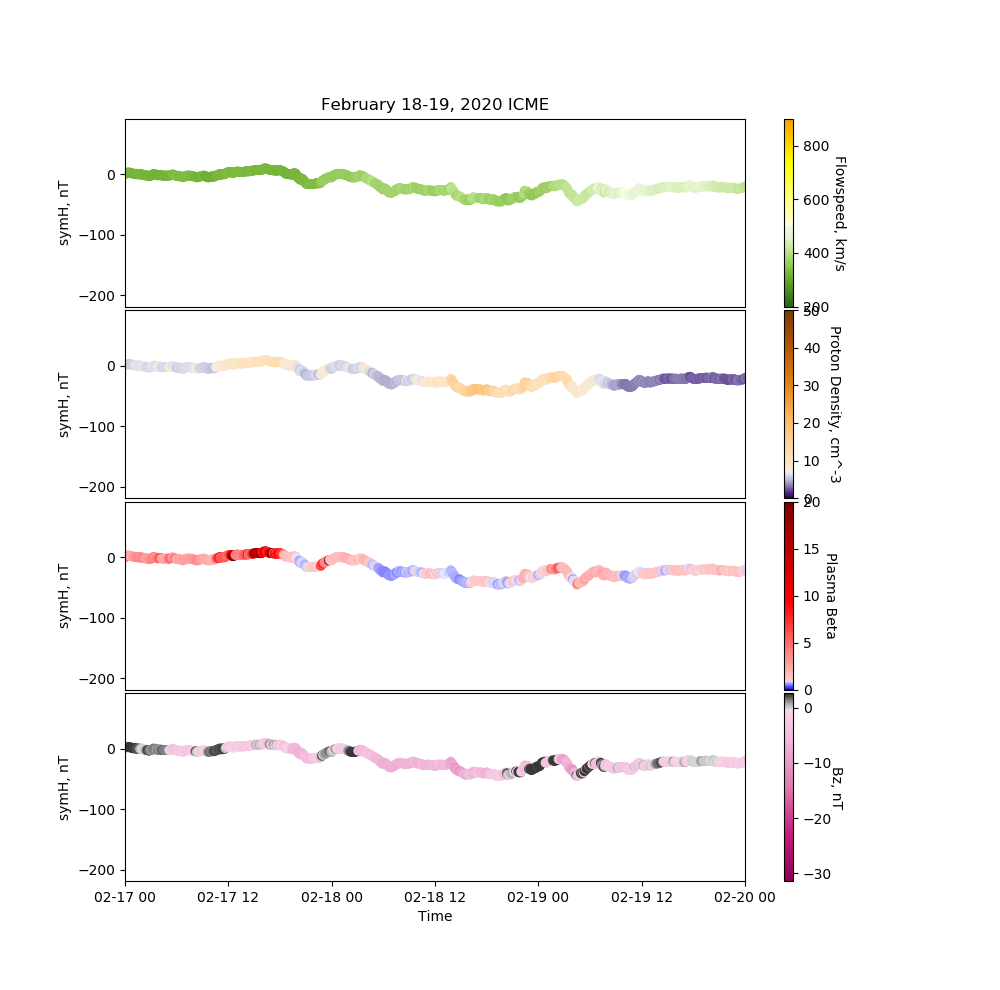 February 18-19, 2020 ICME
0
−100
−200
symH, nT
800
600
400
200
Flowspeed, km/s
0
−100
−200
symH, nT
50
40
30
20
10
0
Proton Density, cm^-3
0
−100
−200
symH, nT
20
15
10
5
0
Plasma Beta
0
−100
−200
symH, nT
0
−10
−20
−30
Bz, nT
02-17 00 02-17 12 02-18 00 02-18 12 02-19 00 02-19 12 02-20 00
Time